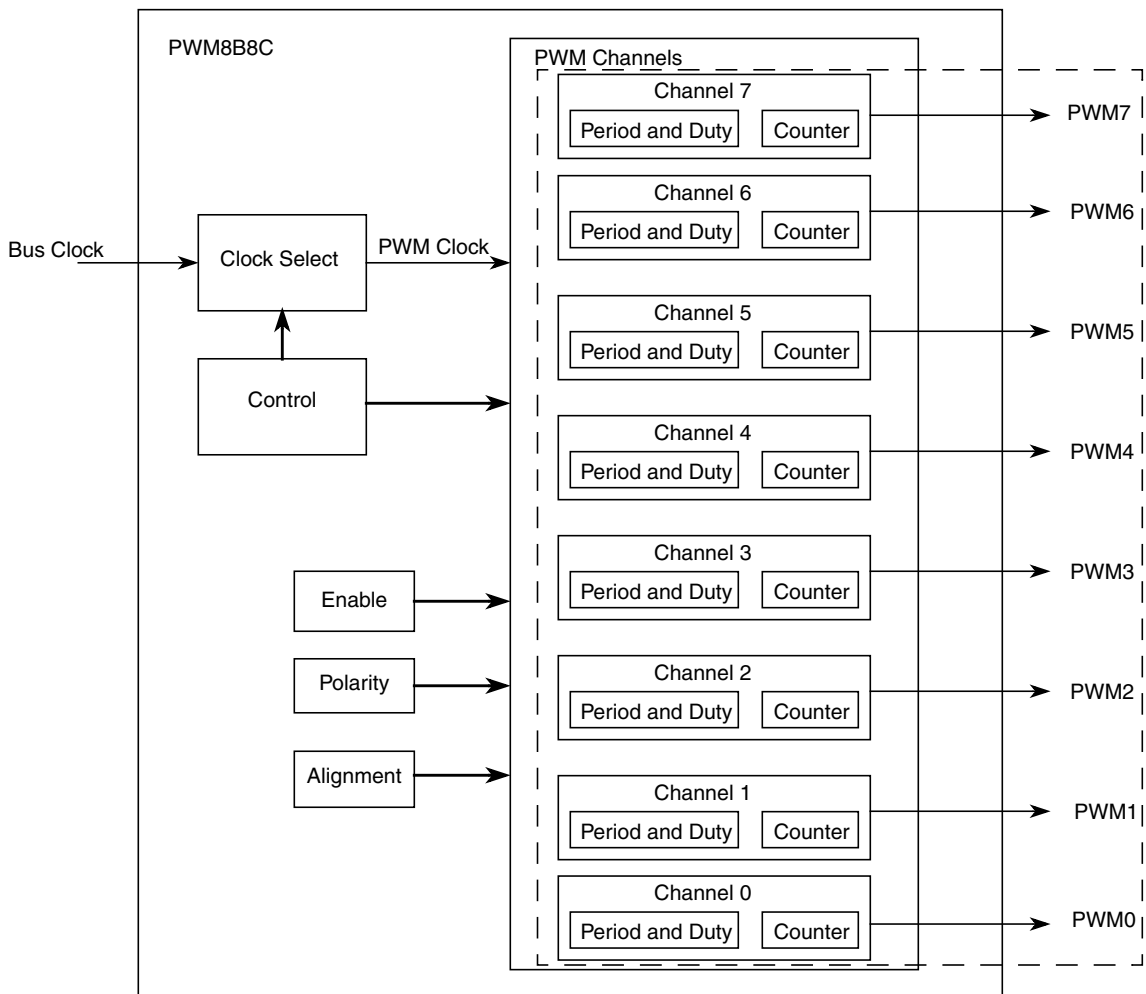 PWM8B8C
PWM Channels
Channel 7
Period and Duty
Counter
PWM7
Channel 6
Period and Duty
Counter
PWM6
Bus Clock
Clock Select
PWM Clock
Channel 5
Period and Duty
Counter
PWM5
Control
Channel 4
Period and Duty
Counter
PWM4
Channel 3
Period and Duty
Counter
PWM3
Enable
Polarity
Channel 2
Period and Duty
Counter
PWM2
Alignment
Channel 1
Period and Duty
Counter
PWM1
Channel 0
Period and Duty
Counter
PWM0